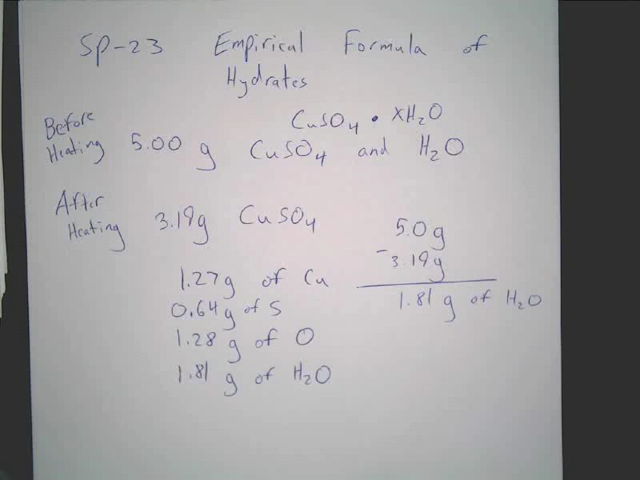 SP-23 Empirical Formula of
Hydrates
CuSO4 • XH2O
Before
Heating 5.00 g CuSO4 and H2O
After
Heating 3.19g CuSO4
5.0g
-3.19g
1.81 g of H2O
1.27g of Cu
0.64g of S
1.28 g of O
1.81 g of H2O